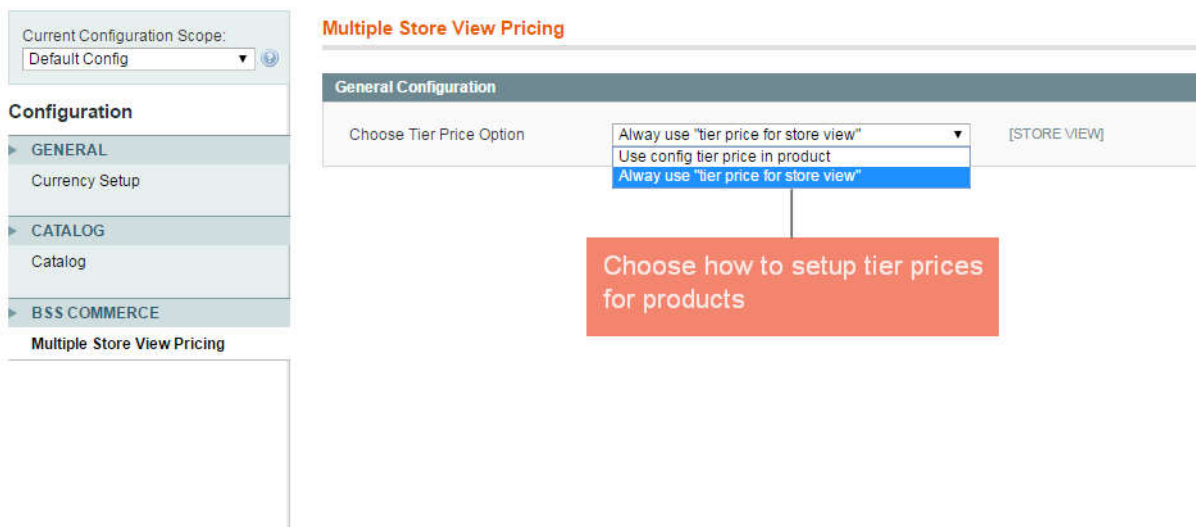 Current Configuration Scope:
Default Config
Configuration
GENERAL
Currency Setup
CATALOG
Catalog
BSS COMMERCE
Multiple Store View Pricing
Multiple Store View Pricing
General Configuration
Choose Tier Price Option
Alway use "tier price for store view"
[STORE VIEW]
Use config tier price in product
Alway use "tier price for store view"
Choose how to setup tier prices
for products